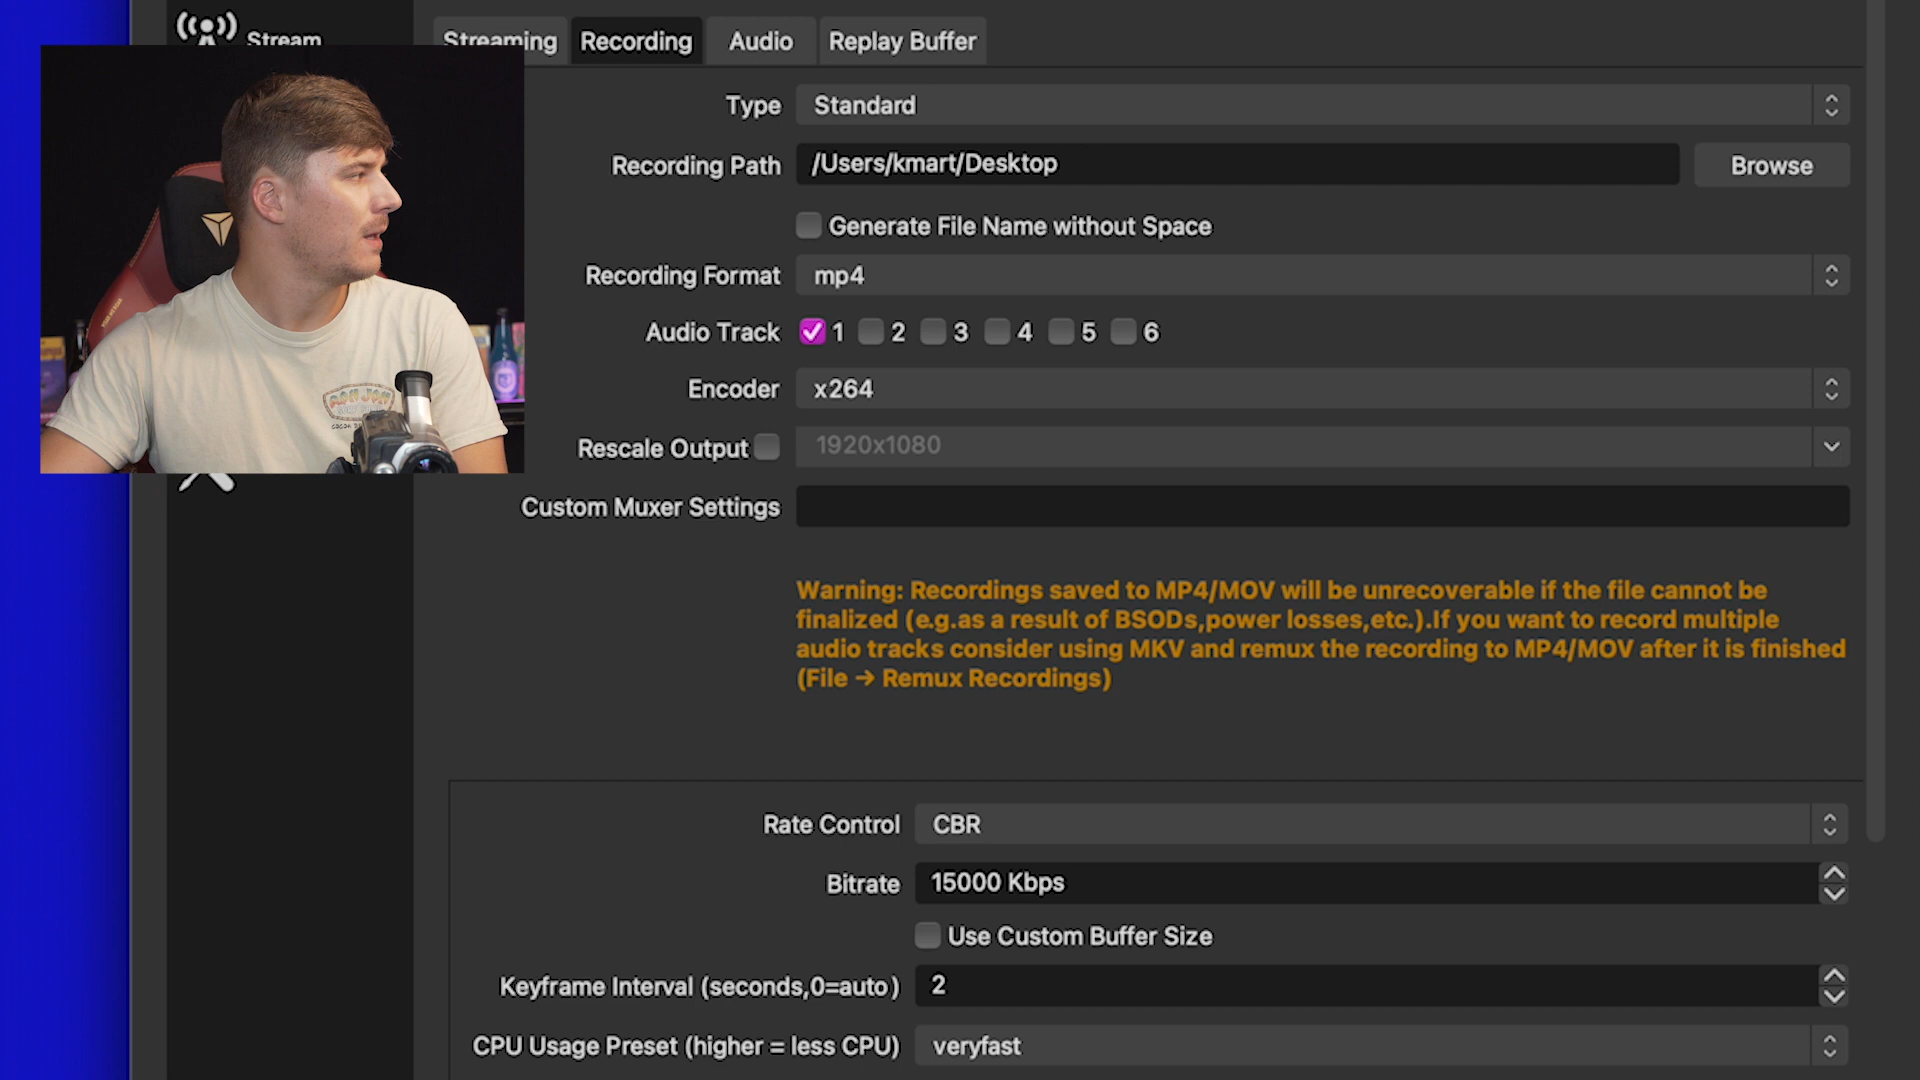 Stream
Streaming
Recording
Audio
Replay Buffer
Type
Standard
Recording Path
/Users/kmart/Desktop
Browse
Generate File Name without Space
Recording Format
mp4
Audio Track
1 2 3 4 5 6
Encoder
x264
Rescale Output
1920x1080
Custom Muxer Settings
Warning: Recordings saved to MP4/MOV will be unrecoverable if the file cannot be
finalized (e.g.as a result of BSODs,power losses,etc.).If you want to record multiple
audio tracks consider using MKV and remux the recording to MP4/MOV after it is finished
(File → Remux Recordings)
Rate Control
CBR
Bitrate
15000 Kbps
Use Custom Buffer Size
Keyframe Interval (seconds,0=auto)
2
CPU Usage Preset (higher = less CPU)
veryfast